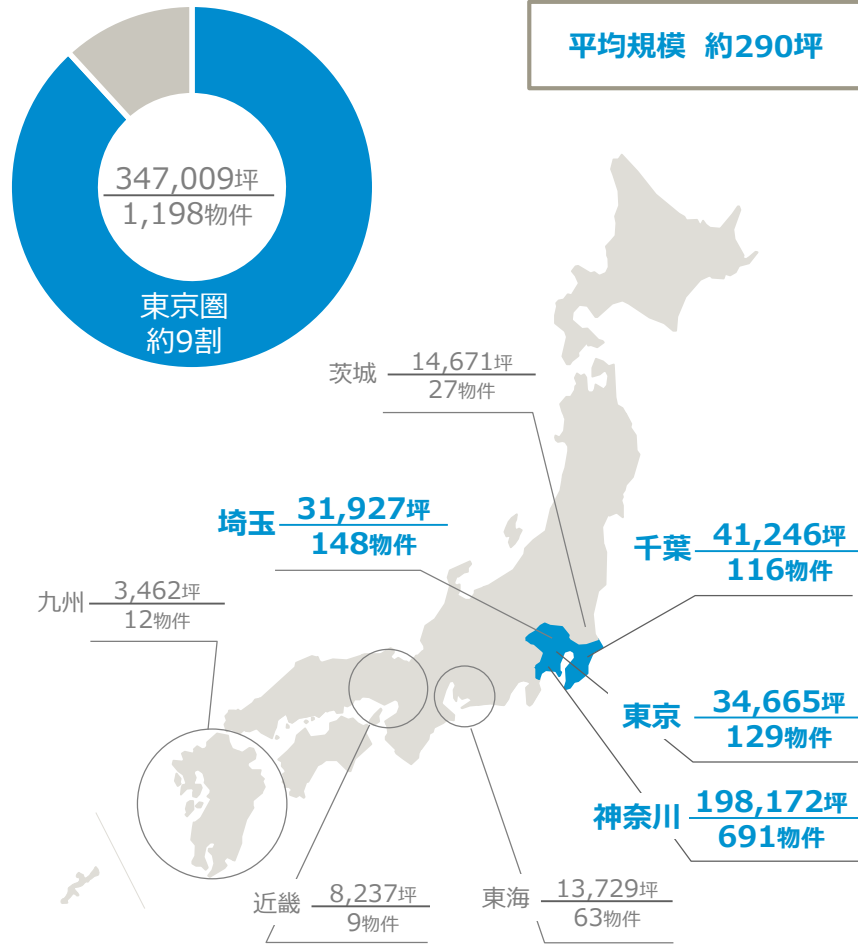 平均規模 約290坪
347,009坪
1,198物件
東京圏
約9割
茨城
14,671坪
27物件
埼玉
31,927坪
148物件
千葉
41,246坪
116物件
九州
3,462坪
12物件
東京
34,665坪
129物件
神奈川
198,172坪
691物件
近畿
8,237坪
9物件
東海
13,729坪
63物件